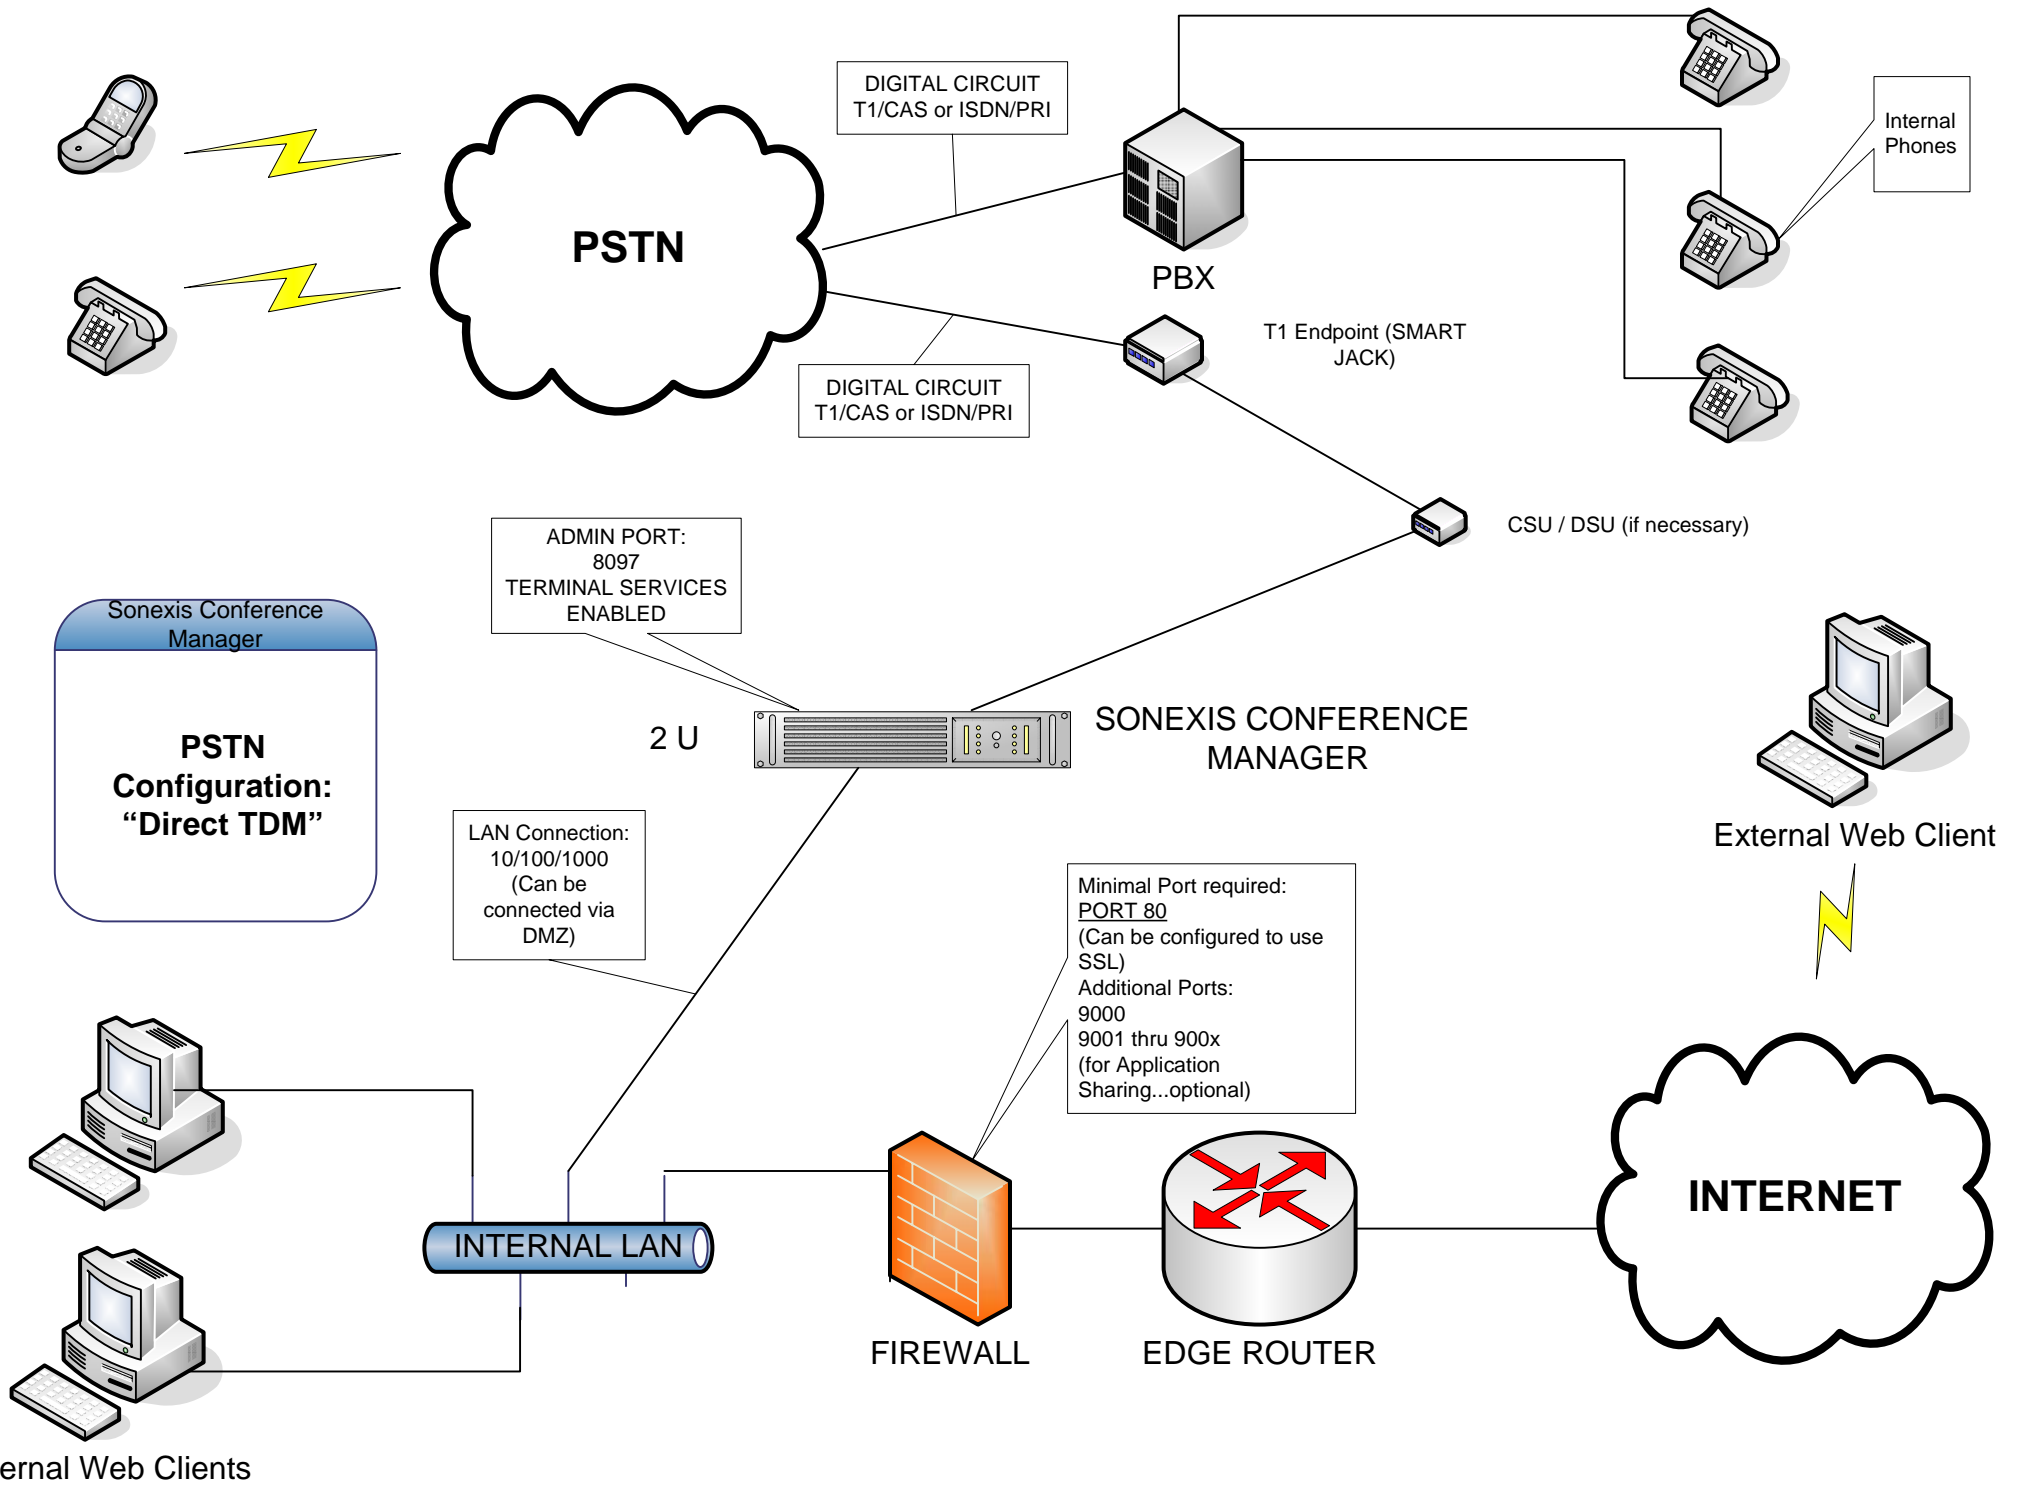 DIGITAL CIRCUIT
T1/CAS or ISDN/PRI
Internal
Phones
PSTN
PBX
T1 Endpoint (SMART
JACK)
DIGITAL CIRCUIT
T1/CAS or ISDN/PRI
CSU / DSU (if necessary)
ADMIN PORT:
8097
TERMINAL SERVICES
ENABLED
Sonexis Conference
Manager
PSTN
Configuration:
“Direct TDM”
2 U
SONEXIS CONFERENCE
MANAGER
External Web Client
LAN Connection:
10/100/1000
(Can be
connected via
DMZ)
Minimal Port required:
PORT 80
(Can be configured to use
SSL)
Additional Ports:
9000
9001 thru 900x
(for Application
Sharing...optional)
INTERNET
INTERNAL LAN
FIREWALL
EDGE ROUTER
ernal Web Clients